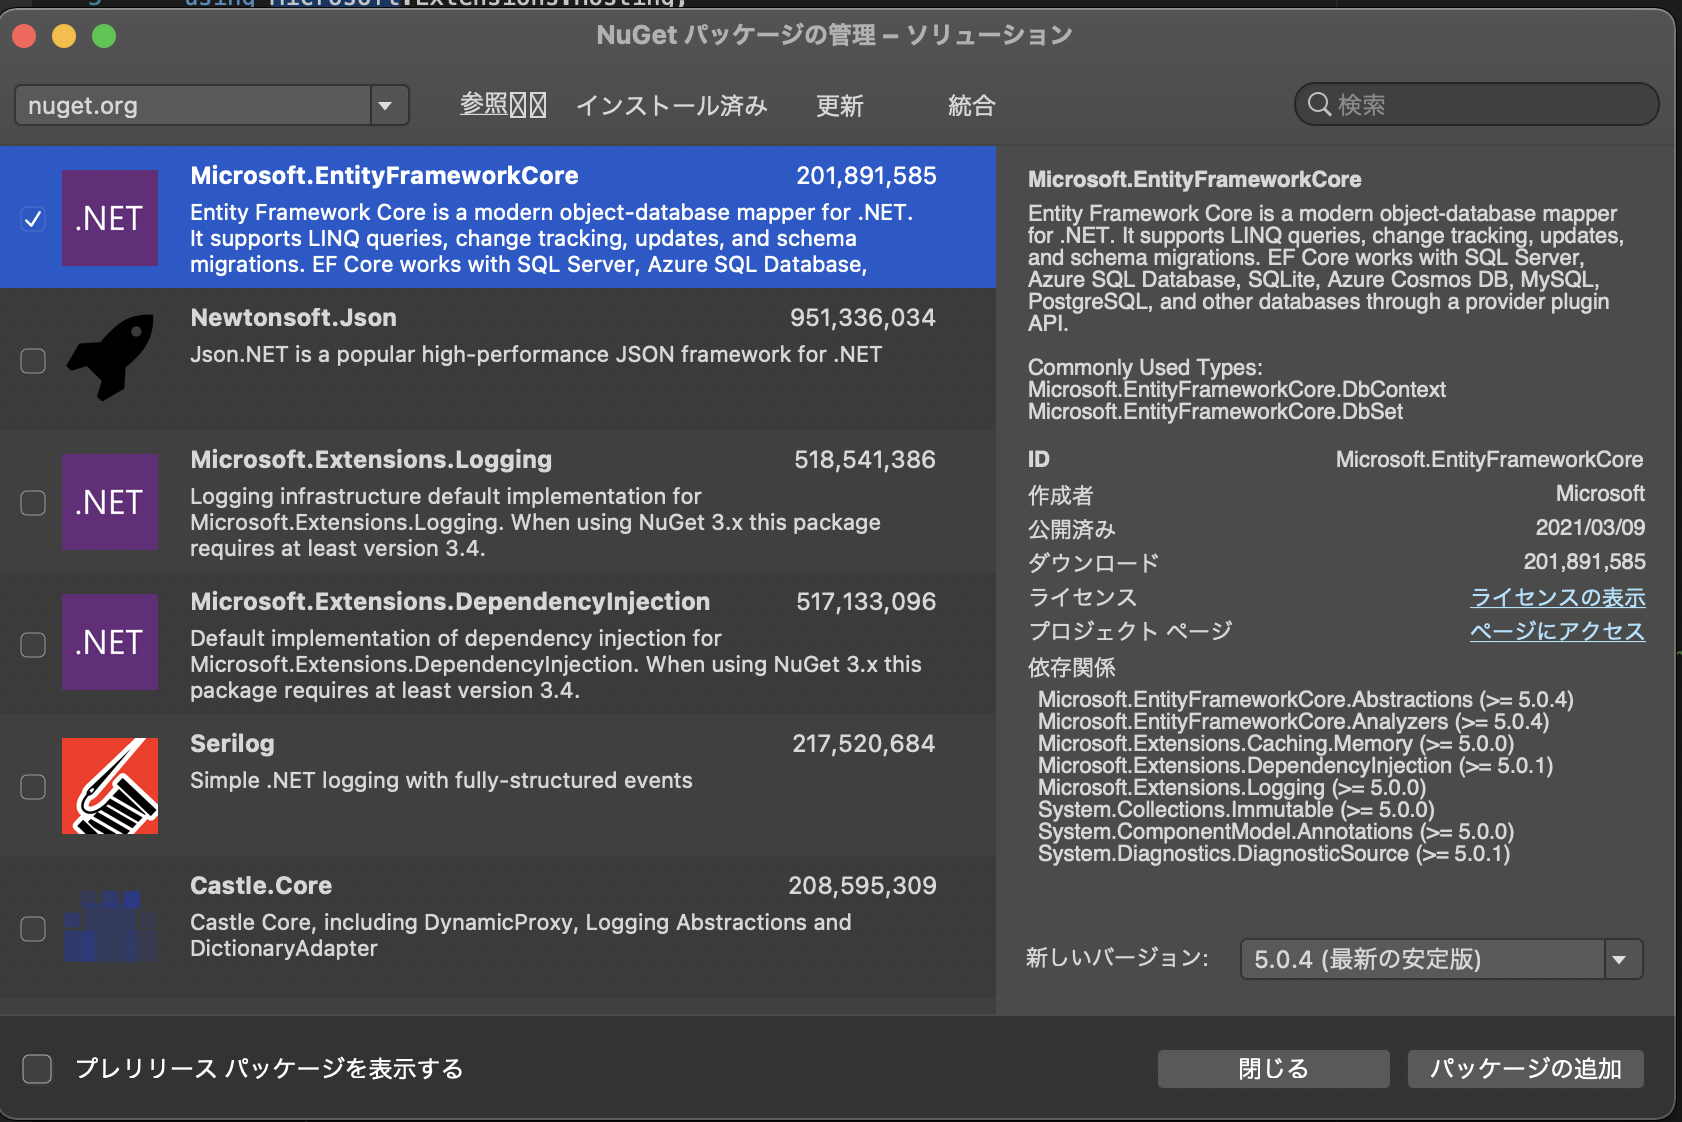 using Microsoft.Extensions.Hosting;
NuGet パッケージの管理 – ソリューション
nuget.org
参照
インストール済み
更新
統合
検索
.NET
Microsoft.EntityFrameworkCore
201,891,585
Entity Framework Core is a modern object-database mapper for .NET.
It supports LINQ queries, change tracking, updates, and schema
migrations. EF Core works with SQL Server, Azure SQL Database,
Newtonsoft.Json
951,336,034
Json.NET is a popular high-performance JSON framework for .NET
.NET
Microsoft.Extensions.Logging
518,541,386
Logging infrastructure default implementation for
Microsoft.Extensions.Logging. When using NuGet 3.x this package
requires at least version 3.4.
.NET
Microsoft.Extensions.DependencyInjection
517,133,096
Default implementation of dependency injection for
Microsoft.Extensions.DependencyInjection. When using NuGet 3.x this
package requires at least version 3.4.
Serilog
217,520,684
Simple .NET logging with fully-structured events
Castle.Core
208,595,309
Castle Core, including DynamicProxy, Logging Abstractions and
DictionaryAdapter
Microsoft.EntityFrameworkCore
Entity Framework Core is a modern object-database mapper
for .NET. It supports LINQ queries, change tracking, updates,
and schema migrations. EF Core works with SQL Server,
Azure SQL Database, SQLite, Azure Cosmos DB, MySQL,
PostgreSQL, and other databases through a provider plugin
API.
Commonly Used Types:
Microsoft.EntityFrameworkCore.DbContext
Microsoft.EntityFrameworkCore.DbSet
ID Microsoft.EntityFrameworkCore
作成者 Microsoft
公開済み 2021/03/09
ダウンロード 201,891,585
ライセンス ライセンスの表示
プロジェクト ページ ページにアクセス
依存関係
Microsoft.EntityFrameworkCore.Abstractions (>= 5.0.4)
Microsoft.EntityFrameworkCore.Analyzers (>= 5.0.4)
Microsoft.Extensions.Caching.Memory (>= 5.0.0)
Microsoft.Extensions.DependencyInjection (>= 5.0.1)
Microsoft.Extensions.Logging (>= 5.0.0)
System.Collections.Immutable (>= 5.0.0)
System.ComponentModel.Annotations (>= 5.0.0)
System.Diagnostics.DiagnosticSource (>= 5.0.1)
新しいバージョン: 5.0.4 (最新の安定版)
プレリリース パッケージを表示する
閉じる
パッケージの追加